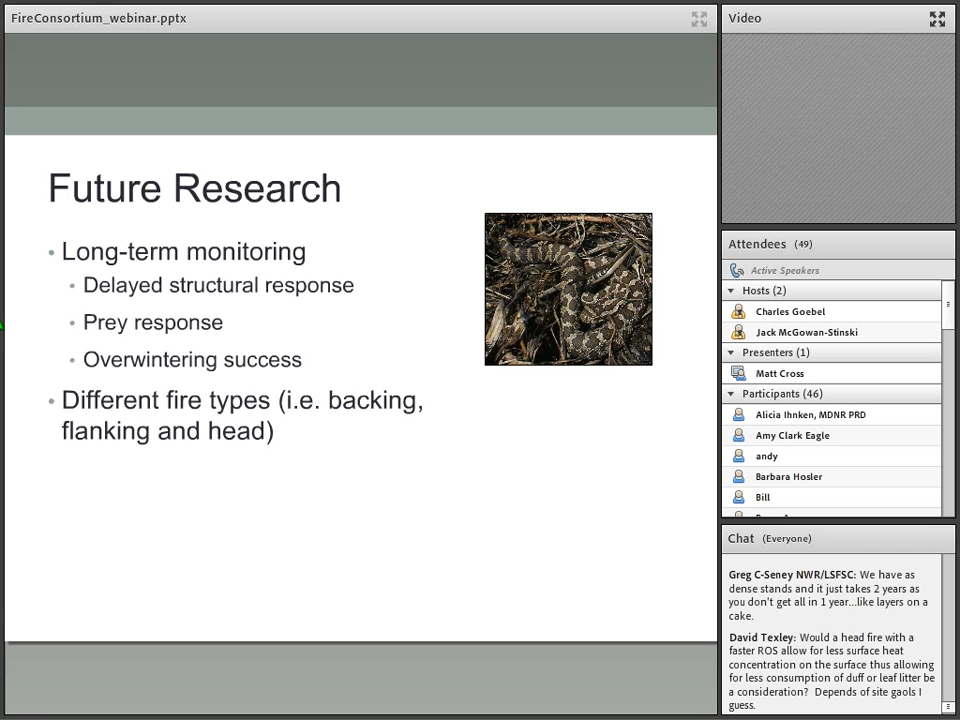 FireConsortium_webinar.pptx
Future Research
• Long-term monitoring
• Delayed structural response
• Prey response
• Overwintering success
• Different fire types (i.e. backing,
flanking and head)
Video
Attendees (49)
Active Speakers
Hosts (2)
Charles Goebel
Jack McGowan-Stinski
Presenters (1)
Matt Cross
Participants (46)
Alicia Ihnken, MDNR PRD
Amy Clark Eagle
andy
Barbara Hosler
Bill
Chat (Everyone)
Greg C-Seney NWR/LSFSC: We have as
dense stands and it just takes 2 years as
you don't get all in 1 year...like layers on a
cake.
David Texley: Would a head fire with a
faster ROS allow for less surface heat
concentration on the surface thus allowing
for less consumption of duff or leaf litter be
a consideration? Depends of site gaols I
guess.